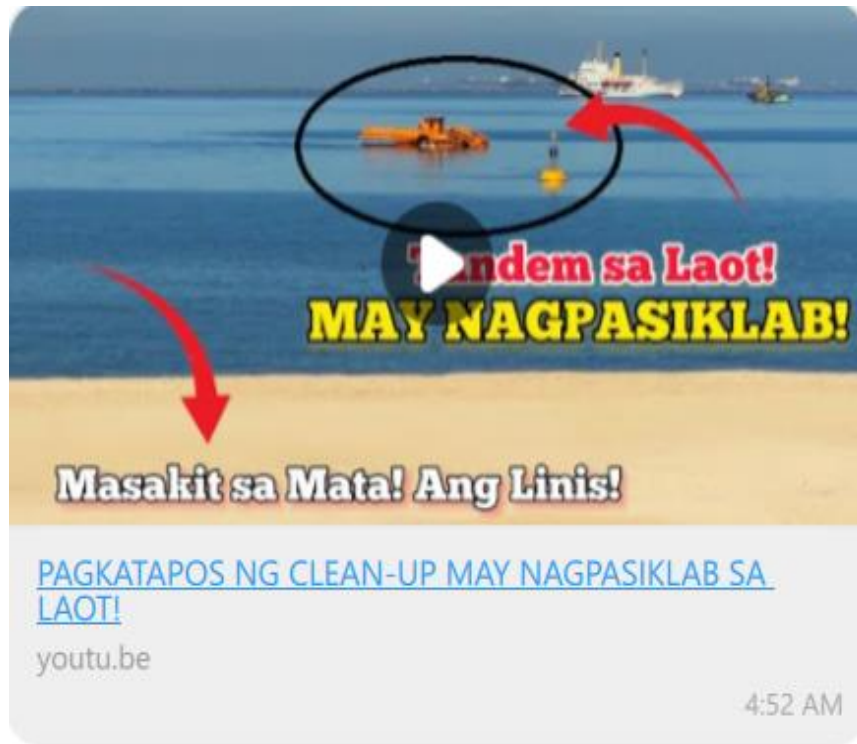 sa Laot!
MAY NAGPASIKLAB!
Masakit sa Mata! Ang Linis!
PAGKATAPOS NG CLEAN-UP MAY NAGPASIKLAB SA
LAOT!
youtu.be
4:52 AM